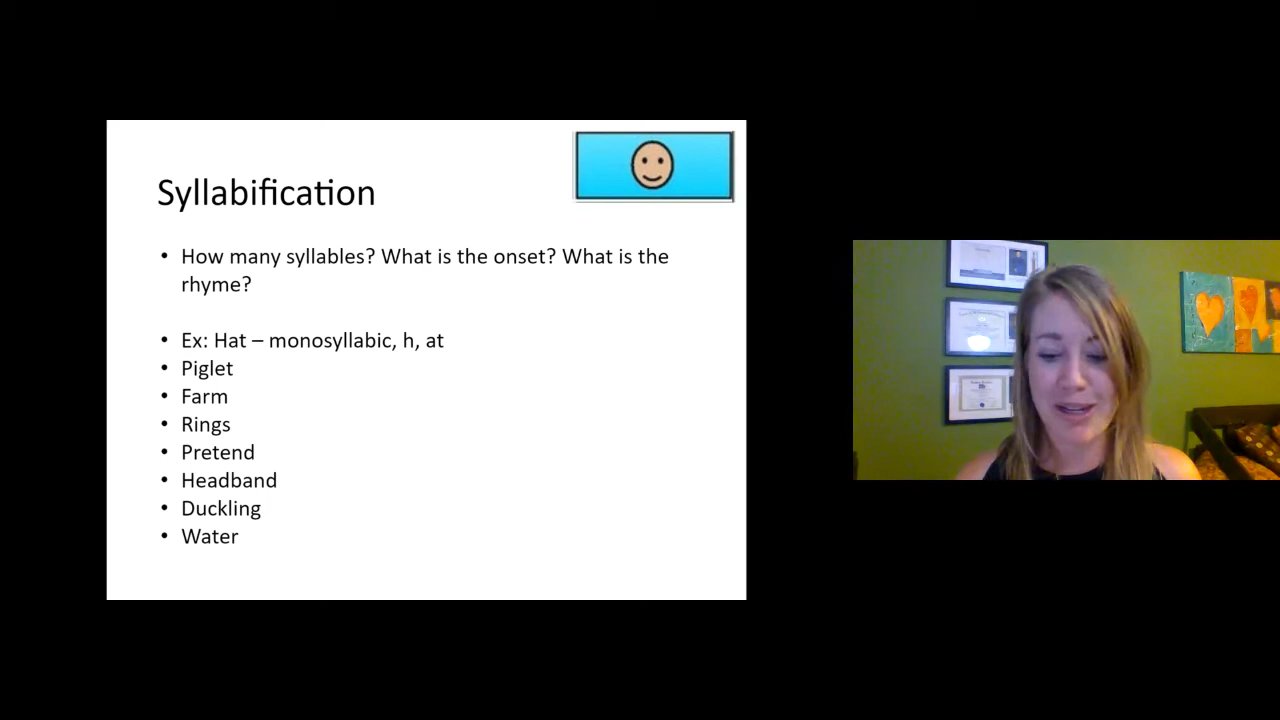 Syllabification
• How many syllables? What is the onset? What is the
rhyme?
• Ex: Hat – monosyllabic, h, at
• Piglet
• Farm
• Rings
• Pretend
• Headband
• Duckling
• Water